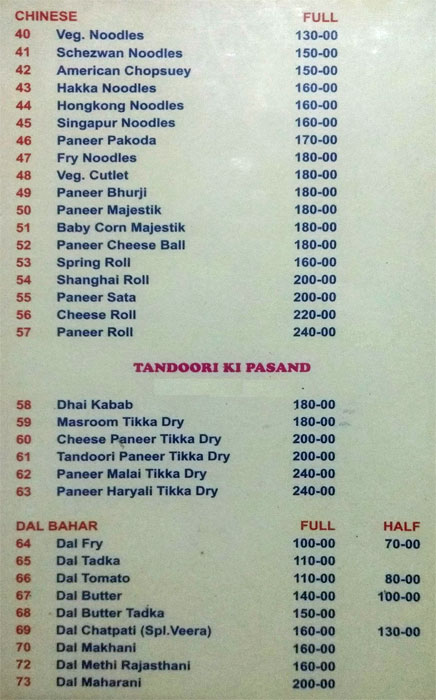 CHINESE FULL
40 Veg. Noodles 130-00
41 Schezwan Noodles 150-00
42 American Chopsuey 150-00
43 Hakka Noodles 160-00
44 Hongkong Noodles 160-00
45 Singapur Noodles 160-00
46 Paneer Pakoda 170-00
47 Fry Noodles 180-00
48 Veg. Cutlet 180-00
49 Paneer Bhurji 180-00
50 Paneer Majestik 180-00
51 Baby Corn Majestik 180-00
52 Paneer Cheese Ball 180-00
53 Spring Roll 160-00
54 Shanghai Roll 200-00
55 Paneer Sata 200-00
56 Cheese Roll 220-00
57 Paneer Roll 240-00
TANDOORI KI PASAND
58 Dhai Kabab 180-00
59 Masroom Tikka Dry 180-00
60 Cheese Paneer Tikka Dry 200-00
61 Tandoori Paneer Tikka Dry 200-00
62 Paneer Malai Tikka Dry 240-00
63 Paneer Haryali Tikka Dry 240-00
DAL BAHAR FULL HALF
64 Dal Fry 100-00 70-00
65 Dal Tadka 110-00
66 Dal Tomato 110-00 80-00
67 Dal Butter 140-00 100-00
68 Dal Butter Tadka 150-00
69 Dal Chatpati (Spl.Veera) 160-00 130-00
70 Dal Makhani 160-00
72 Dal Methi Rajasthani 160-00
73 Dal Maharani 200-00